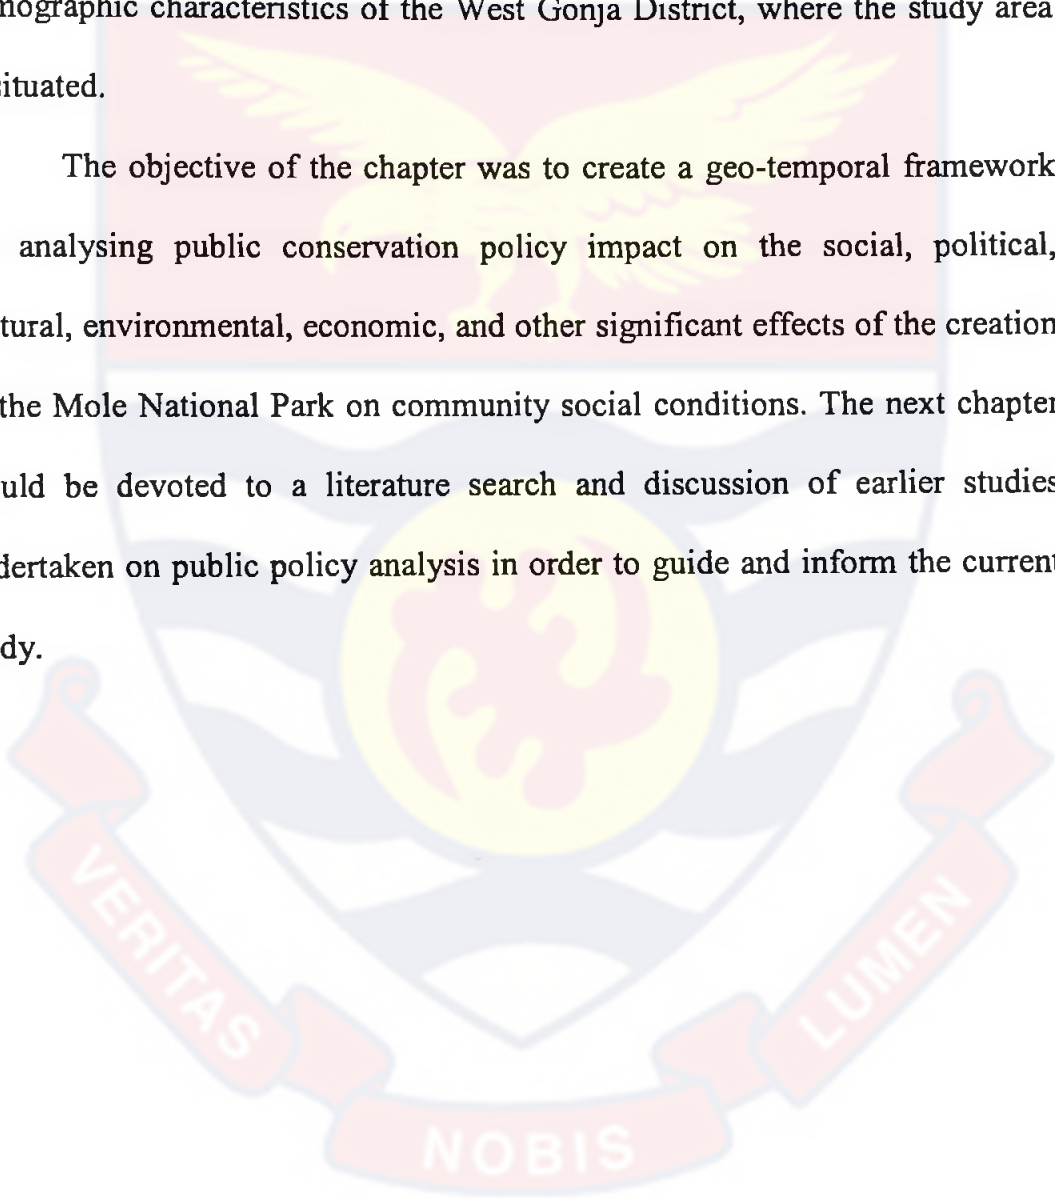 nographic characteristics of the West Gonja District, where the study area
ituated.
The objective of the chapter was to create a geo-temporal framework
analysing public conservation policy impact on the social, political,
tural, environmental, economic, and other significant effects of the creation
the Mole National Park on community social conditions. The next chapter
uld be devoted to a literature search and discussion of earlier studies
dertaken on public policy analysis in order to guide and inform the current
dy.
VERITAS
NOBIS
LUMEN